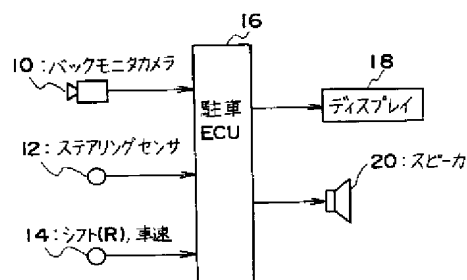 16
10:バックモニタカメラ
18
ディスプレイ
駐車
ECU
12:ステアリングセンサ
20:スピーカ
14:シフト(R),車速